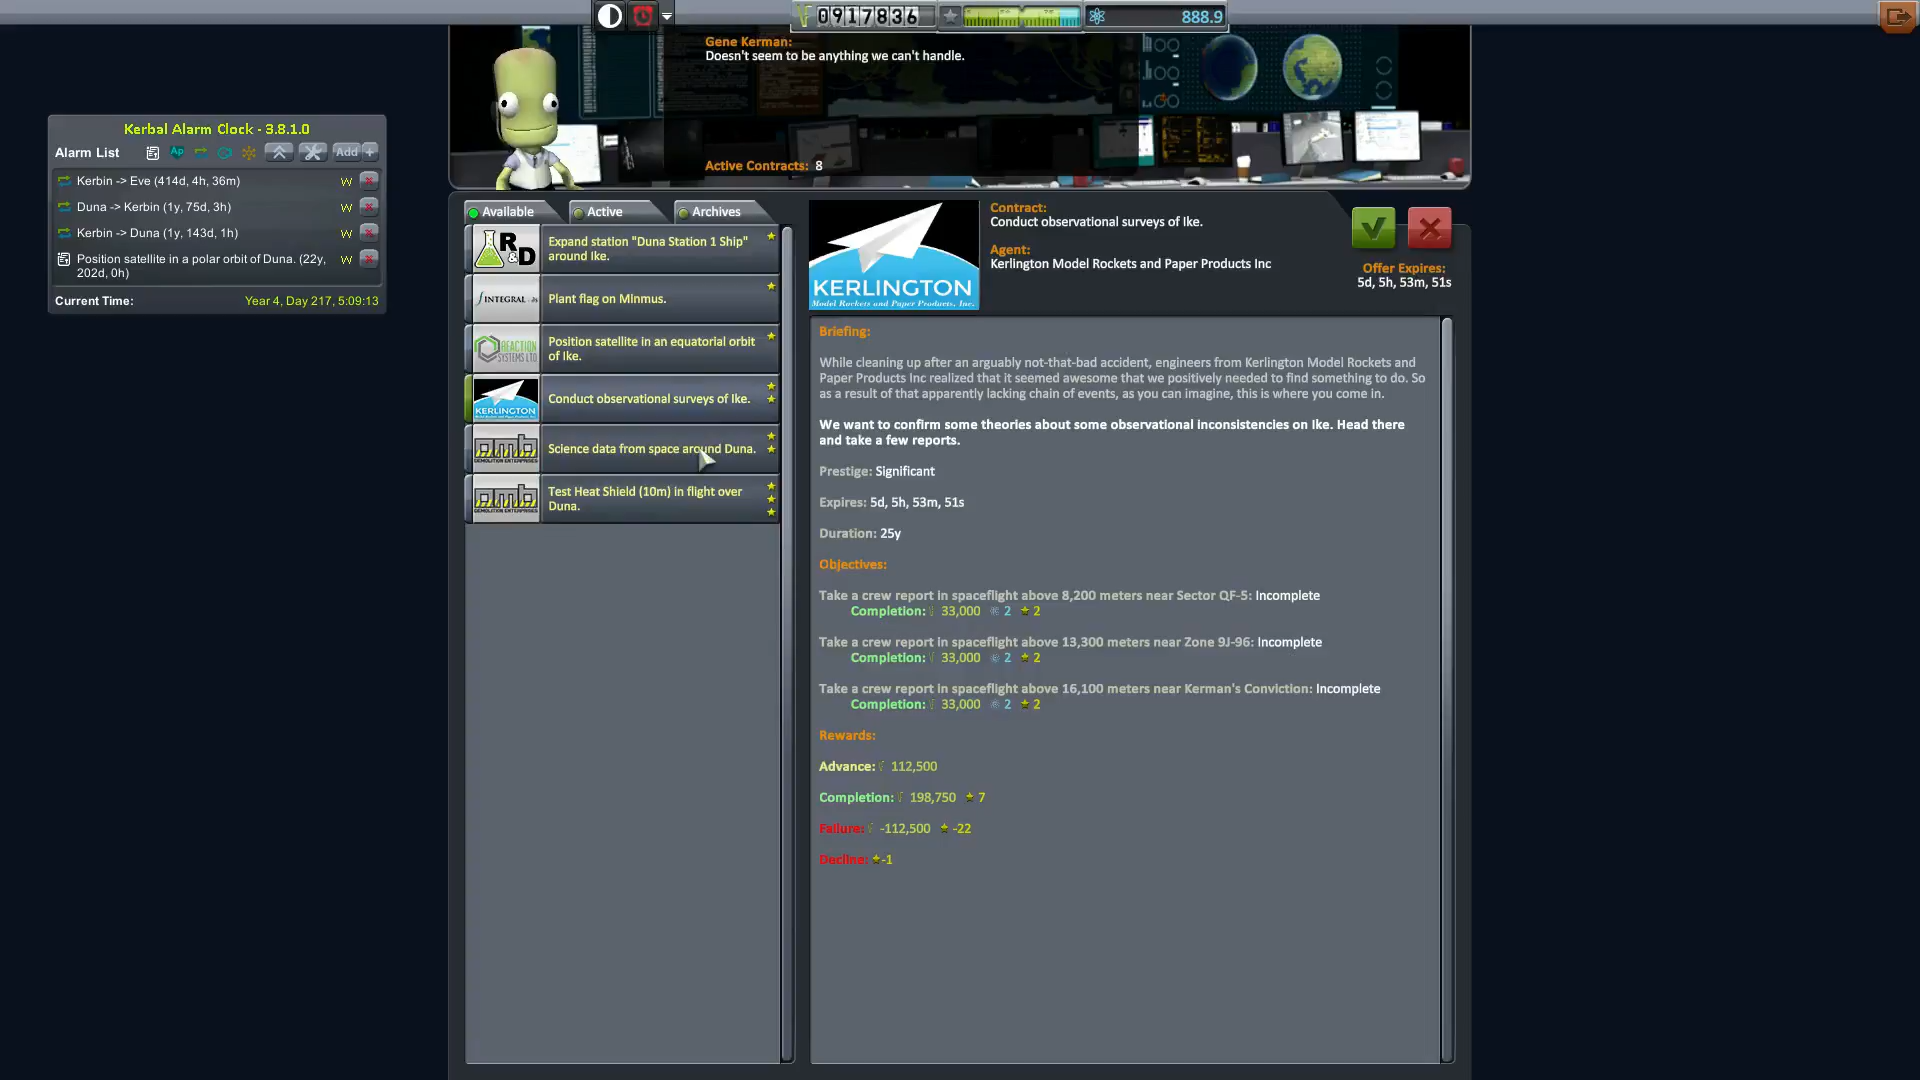 0917836
888.9
Gene Kerman:
Doesn't seem to be anything we can't handle.
Active Contracts: 8
Kerbal Alarm Clock - 3.8.1.0
Alarm List
Add +
Kerbin -> Eve (414d, 4h, 36m)
Duna -> Kerbin (1y, 75d, 3h)
Kerbin -> Duna (1y, 143d, 1h)
Position satellite in a polar orbit of Duna. (22y,
202d, 0h)
Current Time: Year 4, Day 217, 5:09:13
Available
Active
Archives
R&D
Expand station "Duna Station 1 Ship"
around Ike.
INTEGRAL
Plant flag on Minmus.
REACTION
SYSTEMS LTD
Position satellite in an equatorial orbit
of Ike.
KERLINGTON
Conduct observational surveys of Ike.
omb
DEMOLITION ENTERPRISES
Science data from space around Duna.
omb
DEMOLITION ENTERPRISES
Test Heat Shield (10m) in flight over
Duna.
KERLINGTON
Model Rockets and Paper Products, Inc.
Contract:
Conduct observational surveys of Ike.
Agent:
Kerlington Model Rockets and Paper Products Inc
Offer Expires:
5d, 5h, 53m, 51s
Briefing:
While cleaning up after an arguably not-that-bad accident, engineers from Kerlington Model Rockets and
Paper Products Inc realized that it seemed awesome that we positively needed to find something to do. So
as a result of that apparently lacking chain of events, as you can imagine, this is where you come in.
We want to confirm some theories about some observational inconsistencies on Ike. Head there
and take a few reports.
Prestige: Significant
Expires: 5d, 5h, 53m, 51s
Duration: 25y
Objectives:
Take a crew report in spaceflight above 8,200 meters near Sector QF-5: Incomplete
Completion: 33,000 2 2
Take a crew report in spaceflight above 13,300 meters near Zone 9J-96: Incomplete
Completion: 33,000 2 2
Take a crew report in spaceflight above 16,100 meters near Kerman's Conviction: Incomplete
Completion: 33,000 2 2
Rewards:
Advance: 112,500
Completion: 198,750 7
Failure: -112,500 -22
Decline: -1